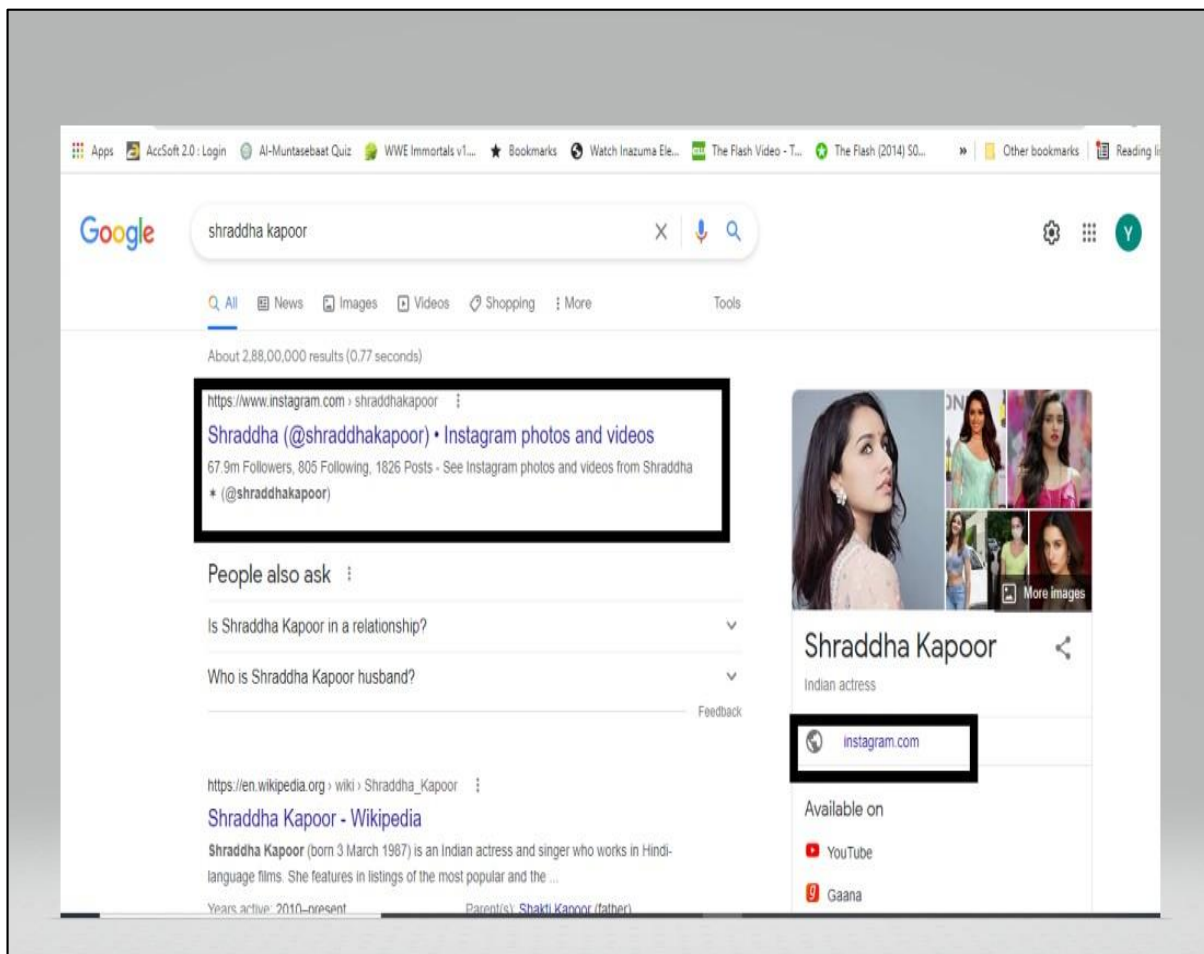 Apps AccSoft 2.0 : Login Al-Muntasebaat Quiz WWE Immortals v1.... Bookmarks Watch Inazuma Ele... The Flash Video - T... The Flash (2014) S0... » Other bookmarks Reading li
Google shraddha kapoor Y
All News Images Videos Shopping More Tools
About 2,88,00,000 results (0.77 seconds)
https://www.instagram.com › shraddhakapoor
Shraddha (@shraddhakapoor) • Instagram photos and videos
67.9m Followers, 805 Following, 1826 Posts - See Instagram photos and videos from Shraddha
✶ (@shraddhakapoor)
People also ask
Is Shraddha Kapoor in a relationship?
Who is Shraddha Kapoor husband?
Feedback
https://en.wikipedia.org › wiki › Shraddha_Kapoor
Shraddha Kapoor - Wikipedia
Shraddha Kapoor (born 3 March 1987) is an Indian actress and singer who works in Hindi-
language films. She features in listings of the most popular and the ...
Years active: 2010–present Parent(s): Shakti Kapoor (father)
More images
Shraddha Kapoor
Indian actress
instagram.com
Available on
YouTube
Gaana